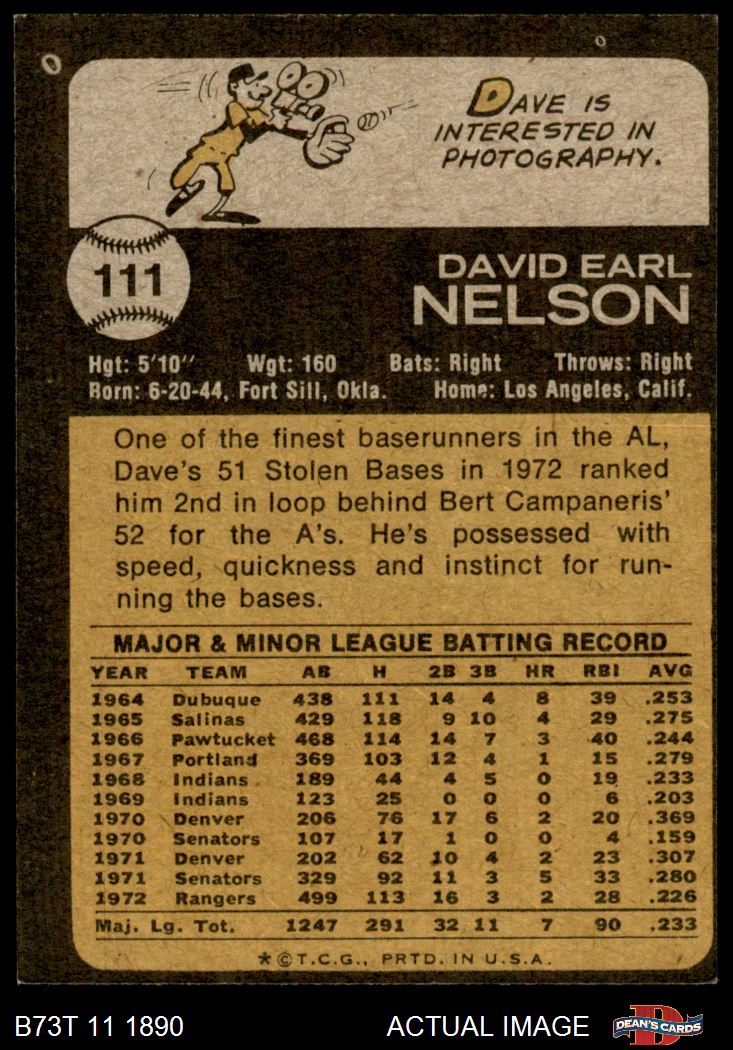 DAVE IS
INTERESTED IN
PHOTOGRAPHY.
111
DAVID EARL
NELSON
Hgt: 5'10" Wgt: 160 Bats: Right Throws: Right
Born: 6-20-44, Fort Sill, Okla. Home: Los Angeles, Calif.
One of the finest baserunners in the AL,
Dave's 51 Stolen Bases in 1972 ranked
him 2nd in loop behind Bert Campaneris'
52 for the A's. He's possessed with
speed, quickness and instinct for run-
ning the bases.
MAJOR & MINOR LEAGUE BATTING RECORD
YEAR TEAM AB H 2B 3B HR RBI AVG
1964 Dubuque 438 111 14 4 8 39 .253
1965 Salinas 429 118 9 10 4 29 .275
1966 Pawtucket 468 114 14 7 3 40 .244
1967 Portland 369 103 12 4 1 15 .279
1968 Indians 189 44 4 5 0 19 .233
1969 Indians 123 25 0 0 0 6 .203
1970 Denver 206 76 17 6 2 20 .369
1970 Senators 107 17 1 0 0 4 .159
1971 Denver 202 62 10 4 2 23 .307
1971 Senators 329 92 11 3 5 33 .280
1972 Rangers 499 113 16 3 2 28 .226
Maj. Lg. Tot. 1247 291 32 11 7 90 .233
*©T.C.G., PRTD. IN U.S.A.
B73T 11 1890 ACTUAL IMAGE DEAN'S CARDS